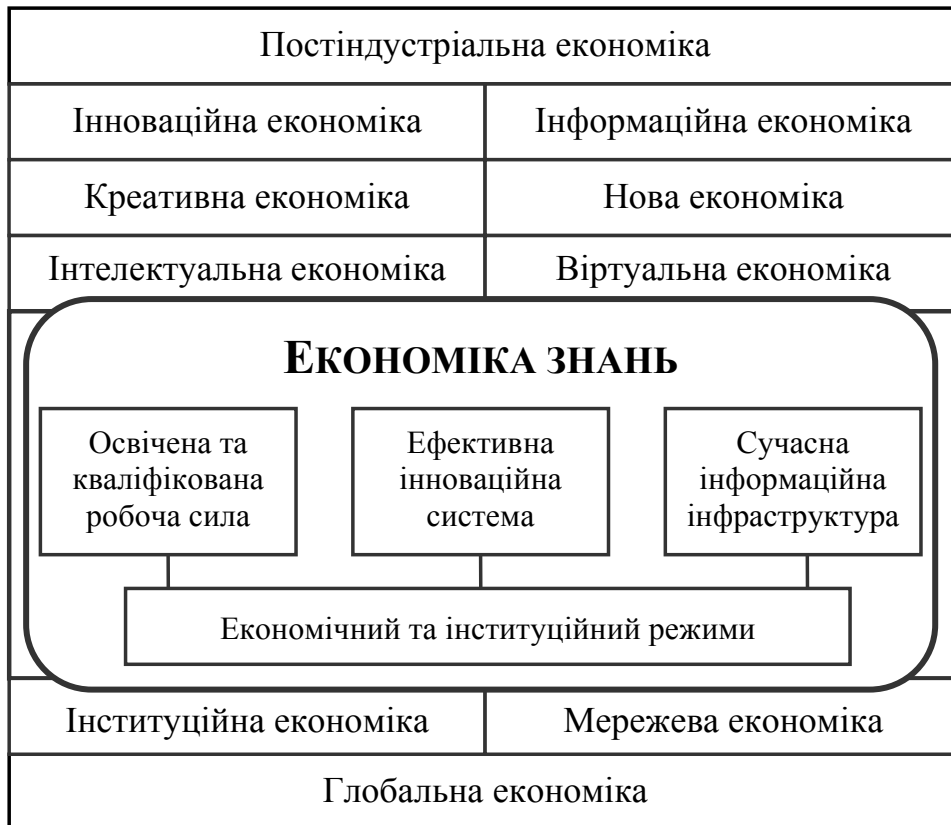 Постіндустріальна економіка
Інноваційна економіка
Інформаційна економіка
Креативна економіка
Нова економіка
Інтелектуальна економіка
Віртуальна економіка
ЕКОНОМІКА ЗНАНЬ
Освічена та
кваліфікована
робоча сила
Ефективна
інноваційна
система
Сучасна
інформаційна
інфраструктура
Економічний та інституційний режими
Інституційна економіка
Мережева економіка
Глобальна економіка